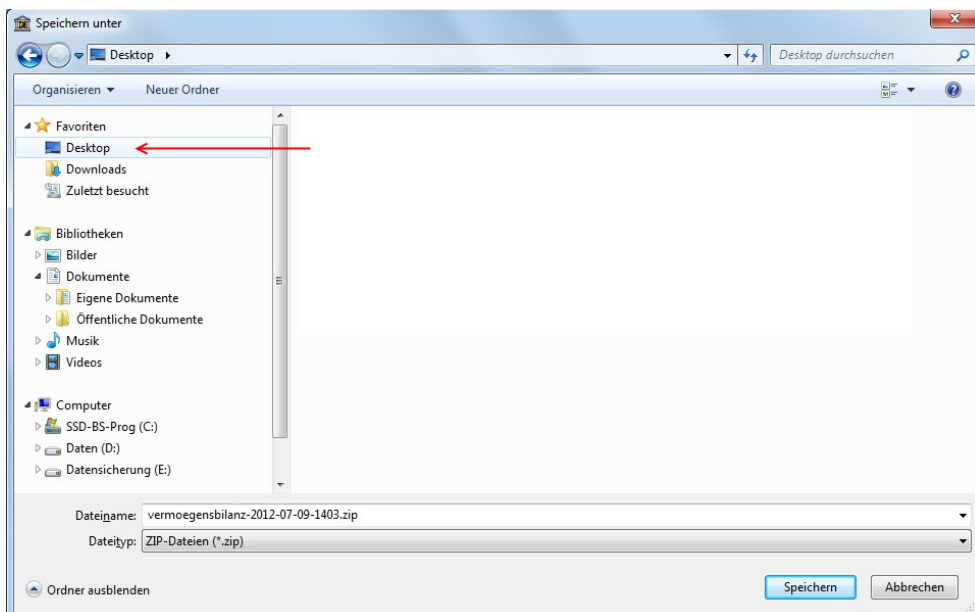 Speichern unter
Desktop
Desktop durchsuchen
Organisieren
Neuer Ordner
Favoriten
Desktop
Downloads
Zuletzt besucht
Bibliotheken
Bilder
Dokumente
Eigene Dokumente
Öffentliche Dokumente
Musik
Videos
Computer
SSD-BS-Prog (C:)
Daten (D:)
Datensicherung (E:)
Dateiname: vermoegensbilanz-2012-07-09-1403.zip
Dateityp: ZIP-Dateien (*.zip)
Ordner ausblenden
Speichern
Abbrechen